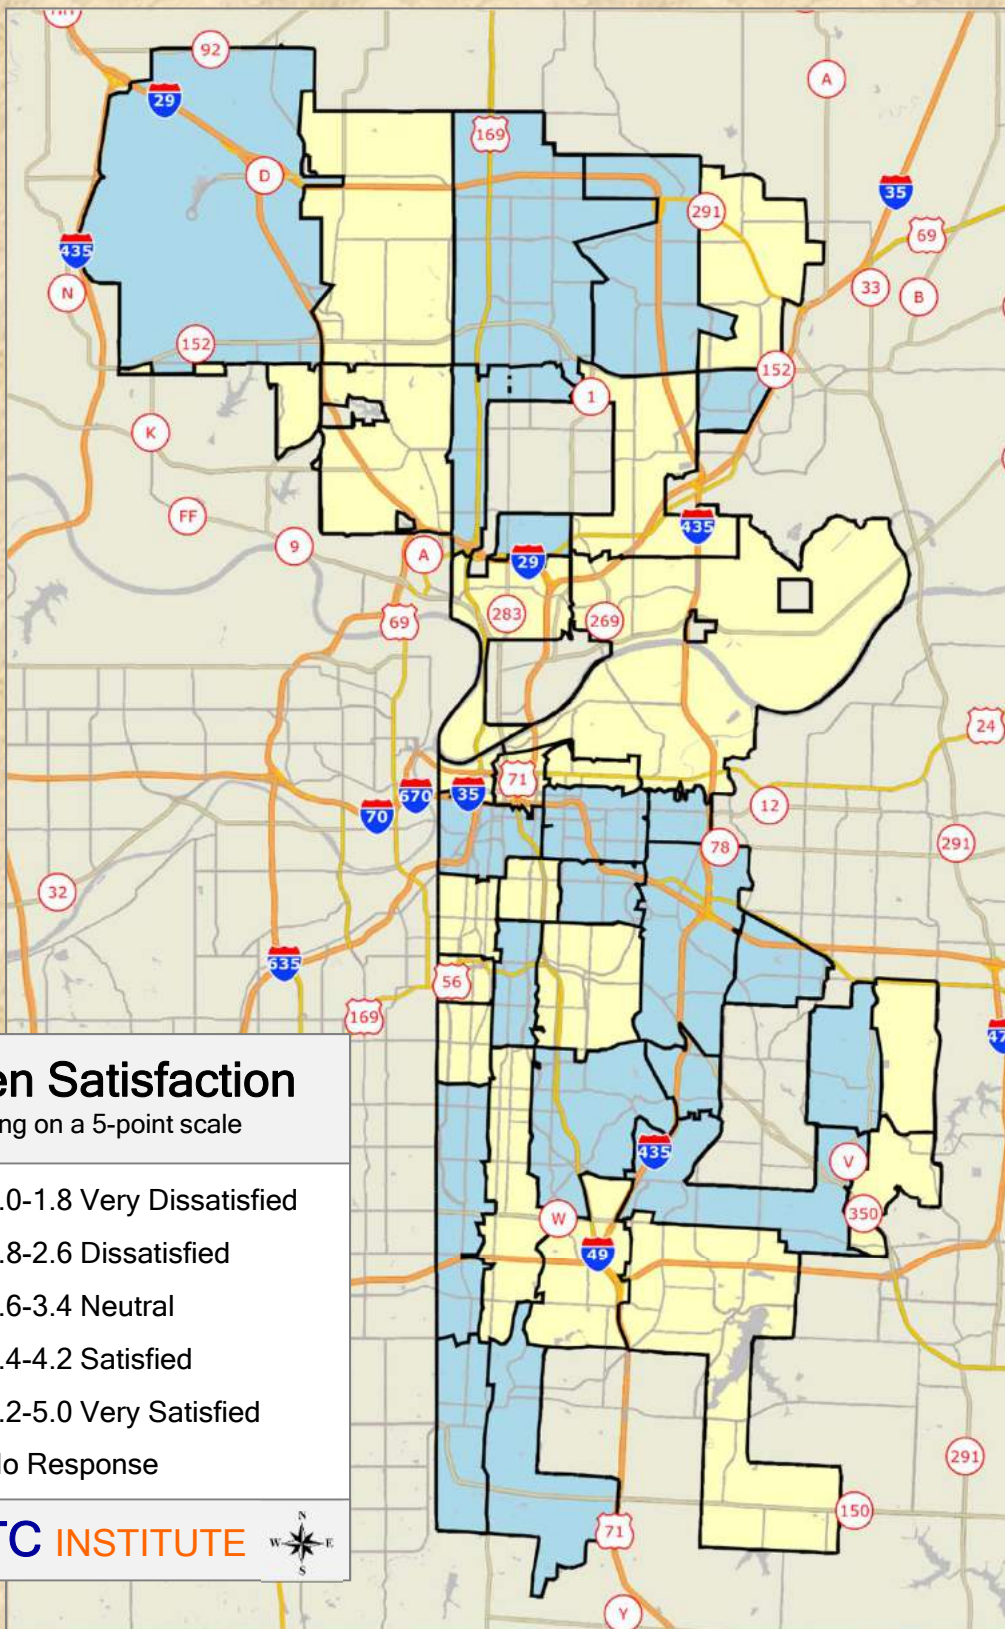 92
29
169
A
D
291
35
69
435
N
33
B
152
152
1
K
FF
435
9
A
29
283
269
69
24
71
670
35
12
70
78
291
32
635
56
169
47
en Satisfaction
ng on a 5-point scale
435
V
.0-1.8 Very Dissatisfied
350
W
.8-2.6 Dissatisfied
49
.6-3.4 Neutral
.4-4.2 Satisfied
.2-5.0 Very Satisfied
o Response
291
150
TC INSTITUTE
N
W E
S
71
Y